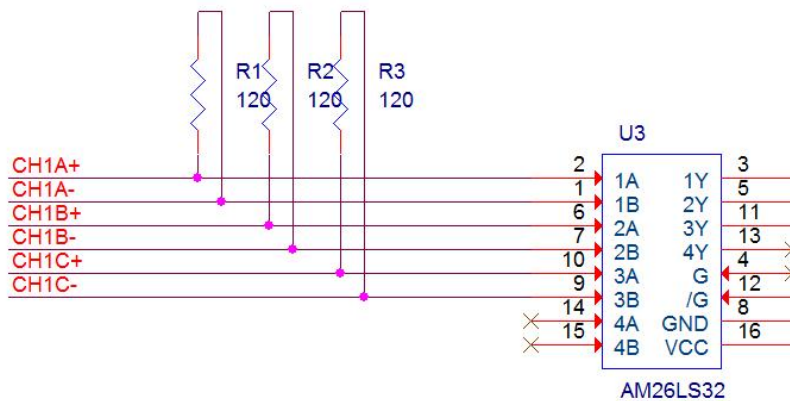 R1 R2 R3
120 120 120
U3
CH1A+ 2 1A 1Y 3
CH1A- 1 1B 2Y 5
CH1B+ 6 2A 3Y 11
CH1B- 7 2B 4Y 13
CH1C+ 10 3A G 4
CH1C- 9 3B /G 12
14 4A GND 8
15 4B VCC 16
AM26LS32